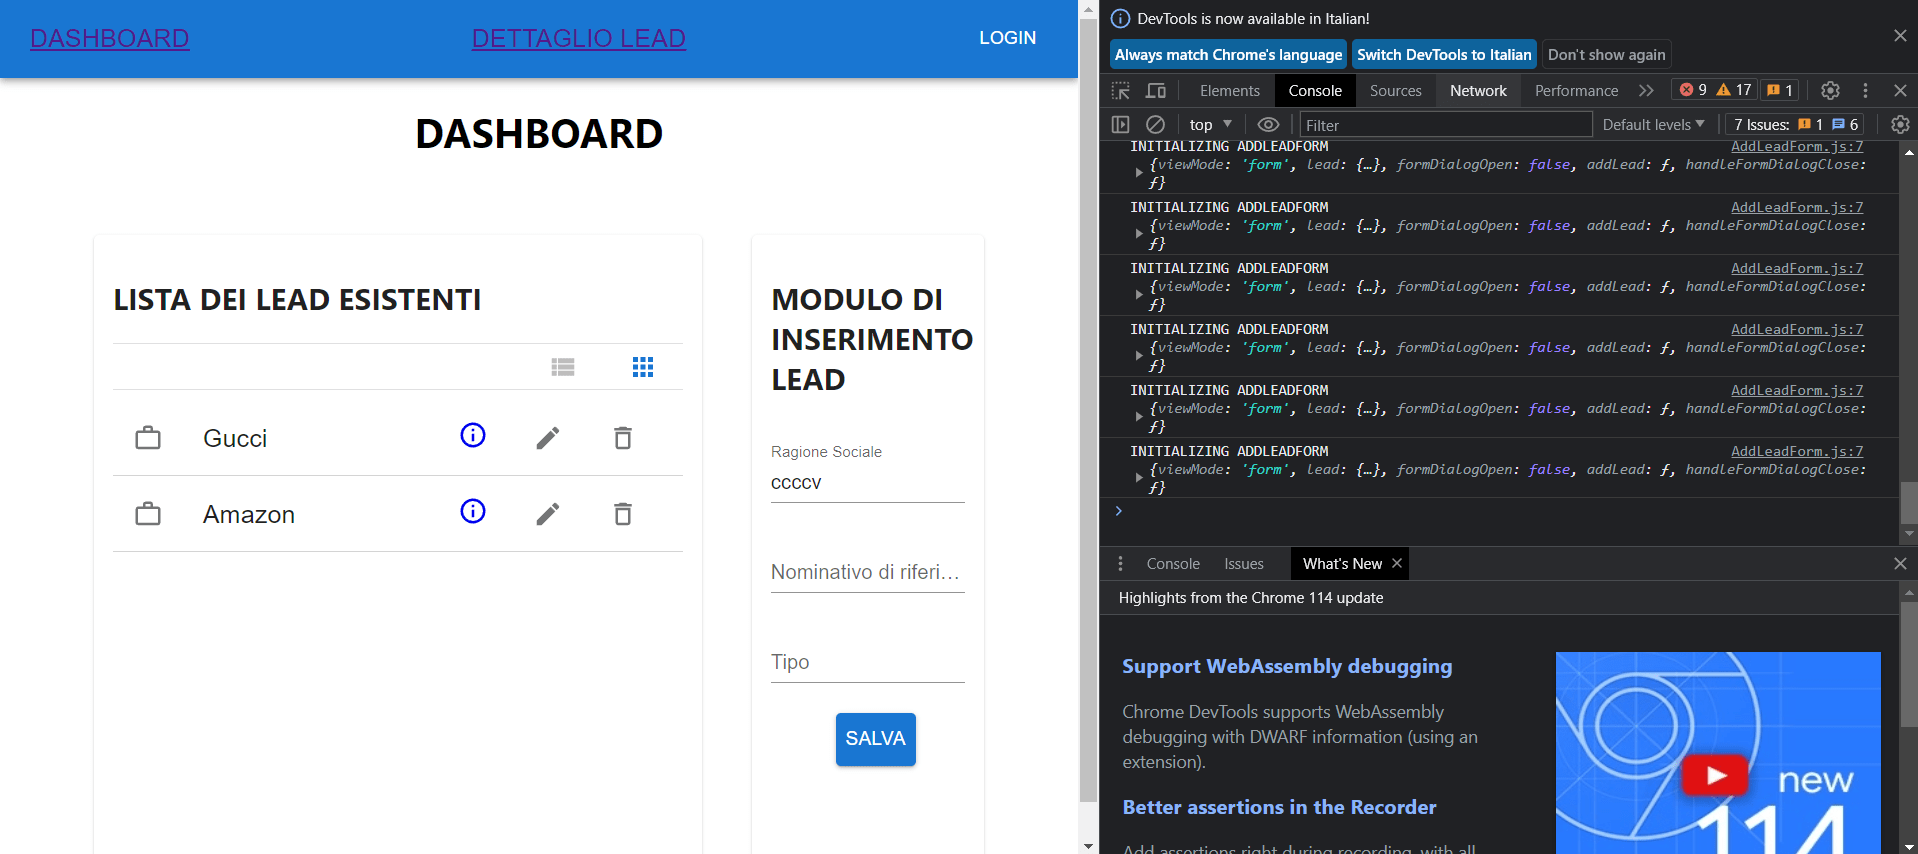 DASHBOARD
DETTAGLIO LEAD
LOGIN
DASHBOARD
LISTA DEI LEAD ESISTENTI
Gucci
Amazon
MODULO DI
INSERIMENTO
LEAD
Ragione Sociale
ccccv
Nominativo di riferi...
Tipo
SALVA
DevTools is now available in Italian!
Always match Chrome's language
Switch DevTools to Italian
Don't show again
Elements
Console
Sources
Network
Performance
9
17
1
top
Filter
Default levels
7 Issues:
1
6
INITIALIZING ADDLEADFORM
AddLeadForm.js:7
{viewMode: 'form', lead: {…}, formDialogOpen: false, addLead: ƒ, handleFormDialogClose:
ƒ}
INITIALIZING ADDLEADFORM
AddLeadForm.js:7
{viewMode: 'form', lead: {…}, formDialogOpen: false, addLead: ƒ, handleFormDialogClose:
ƒ}
INITIALIZING ADDLEADFORM
AddLeadForm.js:7
{viewMode: 'form', lead: {…}, formDialogOpen: false, addLead: ƒ, handleFormDialogClose:
ƒ}
INITIALIZING ADDLEADFORM
AddLeadForm.js:7
{viewMode: 'form', lead: {…}, formDialogOpen: false, addLead: ƒ, handleFormDialogClose:
ƒ}
INITIALIZING ADDLEADFORM
AddLeadForm.js:7
{viewMode: 'form', lead: {…}, formDialogOpen: false, addLead: ƒ, handleFormDialogClose:
ƒ}
INITIALIZING ADDLEADFORM
AddLeadForm.js:7
{viewMode: 'form', lead: {…}, formDialogOpen: false, addLead: ƒ, handleFormDialogClose:
ƒ}
Console
Issues
What's New
Highlights from the Chrome 114 update
Support WebAssembly debugging
Chrome DevTools supports WebAssembly
debugging with DWARF information (using an
extension).
Better assertions in the Recorder
Add assertions right during recording, with all
new
114